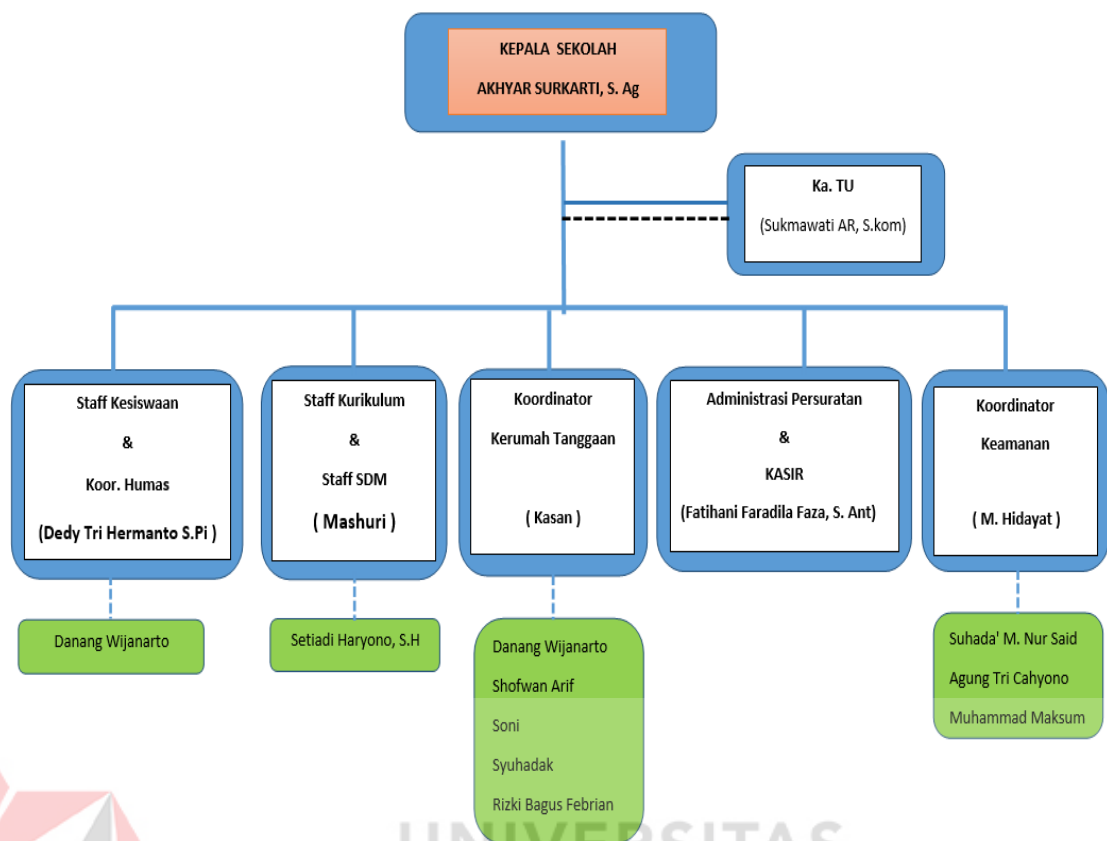 KEPALA SEKOLAH
AKHYAR SURKARTI, S. Ag
Ka. TU
(Sukmawati AR, S.kom)
Staff Kesiswaan
&
Koor. Humas
(Dedy Tri Hermanto S.Pi )
Staff Kurikulum
&
Staff SDM
( Mashuri )
Koordinator
Kerumah Tanggaan
( Kasan )
Administrasi Persuratan
&
KASIR
(Fatihani Faradila Faza, S. Ant)
Koordinator
Keamanan
( M. Hidayat )
Danang Wijanarto
Setiadi Haryono, S.H
Danang Wijanarto
Shofwan Arif
Soni
Syuhadak
Rizki Bagus Febrian
Suhada' M. Nur Said
Agung Tri Cahyono
Muhammad Maksum
UNIVERSITAS